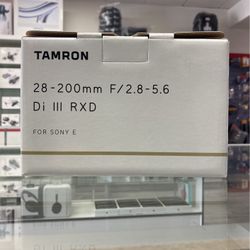 TAMRON
28-200mm F/2.8-5.6
Di III RXD
FOR SONY E